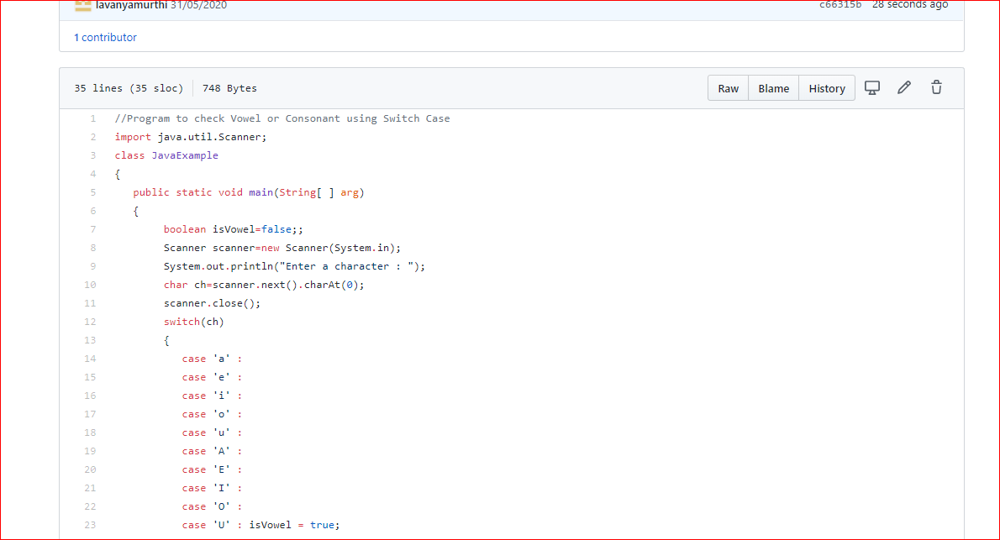 lavanyamurthi 31/05/2020 c66315b 28 seconds ago
1 contributor
35 lines (35 sloc) 748 Bytes Raw Blame History
1 //Program to check Vowel or Consonant using Switch Case
2 import java.util.Scanner;
3 class JavaExample
4 {
5 public static void main(String[ ] arg)
6 {
7 boolean isVowel=false;;
8 Scanner scanner=new Scanner(System.in);
9 System.out.println("Enter a character : ");
10 char ch=scanner.next().charAt(0);
11 scanner.close();
12 switch(ch)
13 {
14 case 'a' :
15 case 'e' :
16 case 'i' :
17 case 'o' :
18 case 'u' :
19 case 'A' :
20 case 'E' :
21 case 'I' :
22 case 'O' :
23 case 'U' : isVowel = true;